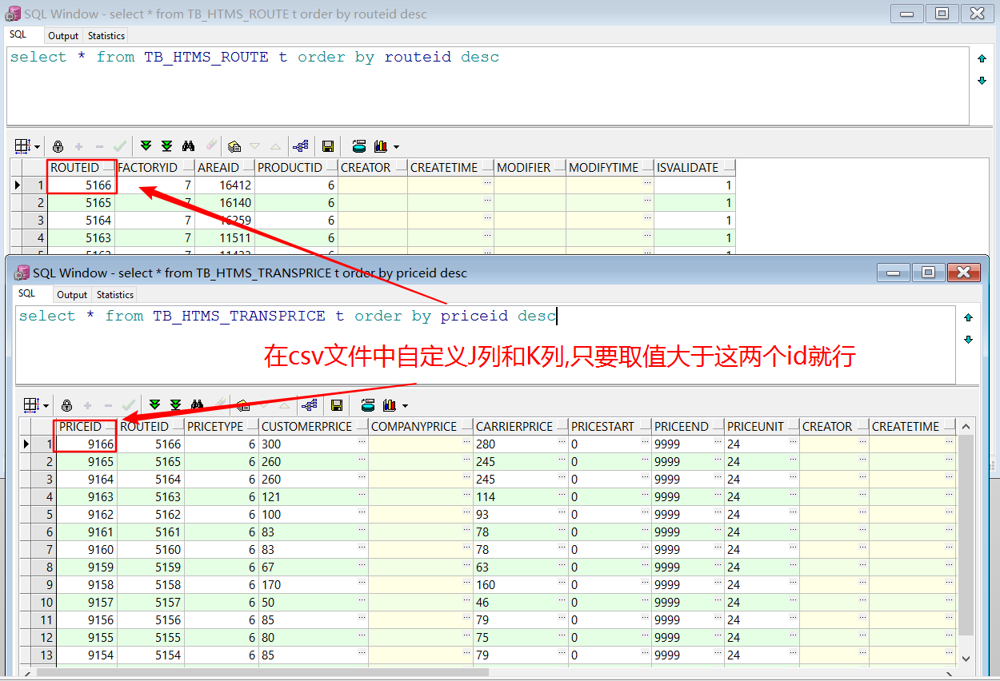 SQL Window - select * from TB_HTMS_ROUTE t order by routeid desc
SQL Output Statistics
select * from TB_HTMS_ROUTE t order by routeid desc
ROUTEID FACTORYID AREAID PRODUCTID CREATOR CREATETIME MODIFIER MODIFYTIME ISVALIDATE
1 5166 7 16412 6 ... ... 1
2 5165 7 16140 6 ... ... 1
3 5164 7 16259 6 ... ... 1
4 5163 7 11511 6 ... ... 1
SQL Window - select * from TB_HTMS_TRANSPRICE t order by priceid desc
SQL Output Statistics
select * from TB_HTMS_TRANSPRICE t order by priceid desc
在csv文件中自定义J列和K列,只要取值大于这两个id就行
PRICEID ROUTEID PRICETYPE CUSTOMERPRICE COMPANYPRICE CARRIERPRICE PRICESTART PRICEEND PRICEUNIT CREATOR CREATETIME
1 9166 5166 6 300 ... ... 280 ... 0 ... 9999 ... 24 ... ... ...
2 9165 5165 6 260 ... ... 245 ... 0 ... 9999 ... 24 ... ... ...
3 9164 5164 6 260 ... ... 245 ... 0 ... 9999 ... 24 ... ... ...
4 9163 5163 6 121 ... ... 114 ... 0 ... 9999 ... 24 ... ... ...
5 9162 5162 6 100 ... ... 93 ... 0 ... 9999 ... 24 ... ... ...
6 9161 5161 6 83 ... ... 78 ... 0 ... 9999 ... 24 ... ... ...
7 9160 5160 6 83 ... ... 78 ... 0 ... 9999 ... 24 ... ... ...
8 9159 5159 6 67 ... ... 63 ... 0 ... 9999 ... 24 ... ... ...
9 9158 5158 6 170 ... ... 160 ... 0 ... 9999 ... 24 ... ... ...
10 9157 5157 6 50 ... ... 46 ... 0 ... 9999 ... 24 ... ... ...
11 9156 5156 6 85 ... ... 79 ... 0 ... 9999 ... 24 ... ... ...
12 9155 5155 6 80 ... ... 75 ... 0 ... 9999 ... 24 ... ... ...
13 9154 5154 6 85 ... ... 79 ... 0 ... 9999 ... 24 ... ... ...